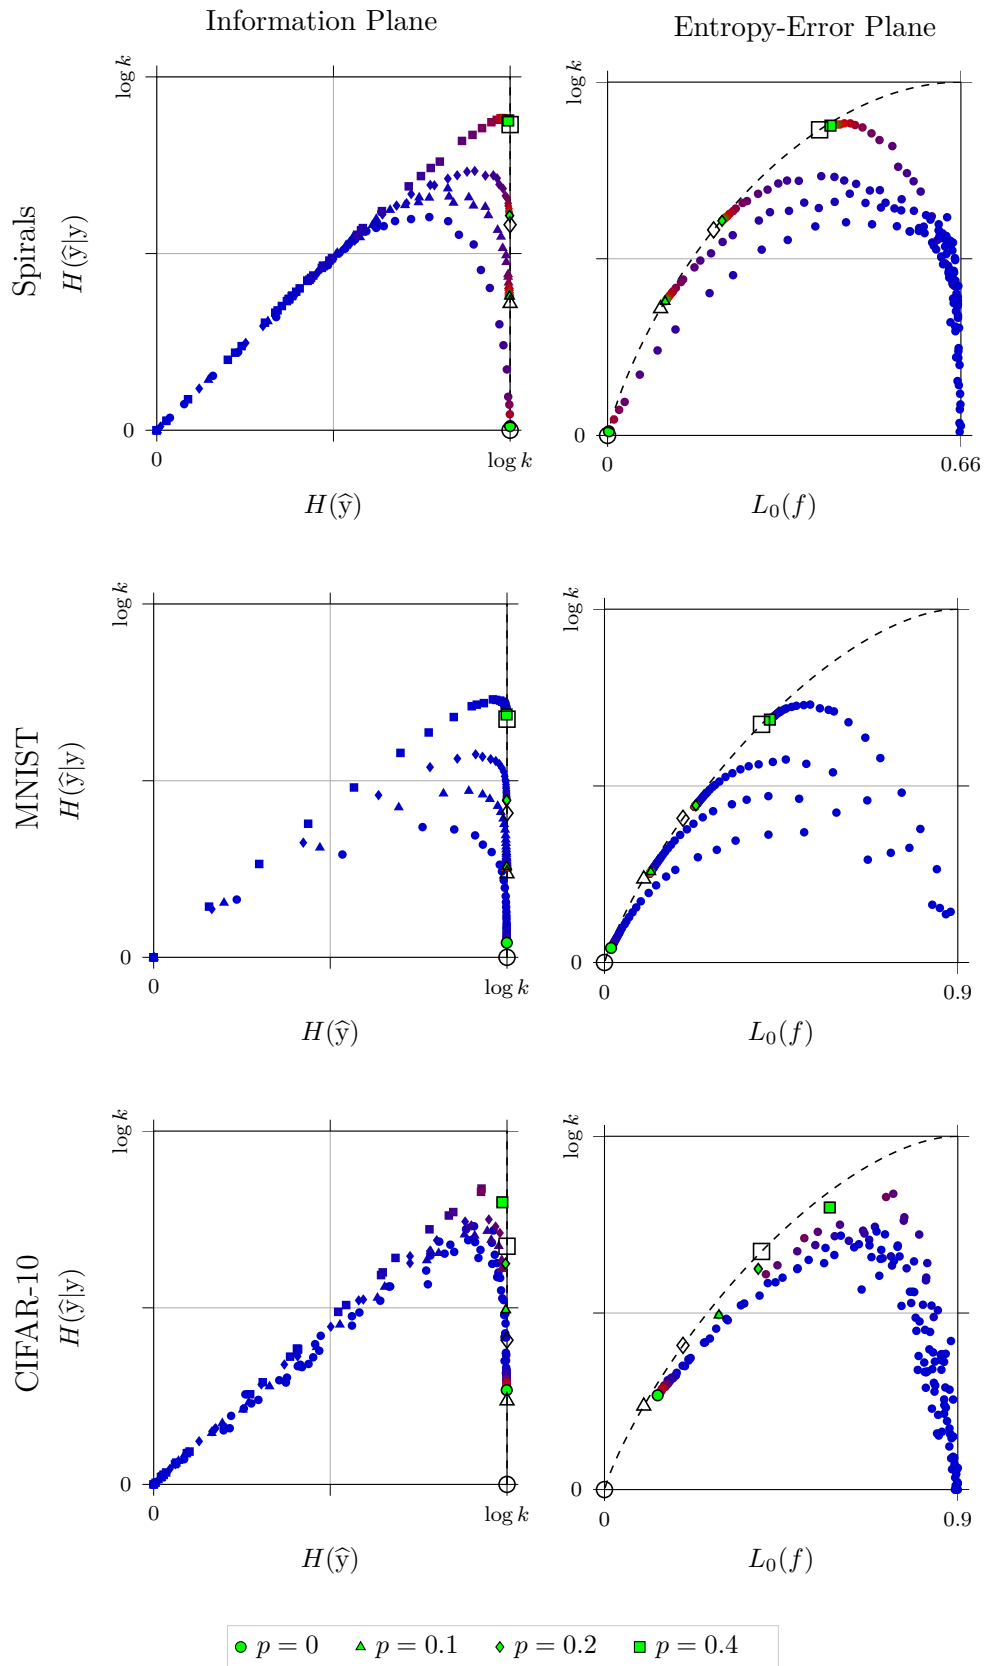 Information Plane
Entropy-Error Plane
Spirals
H(ŷ|y)
log k
0
0
log k
H(ŷ)
log k
0
0
0.66
L₀(f)
MNIST
H(ŷ|y)
log k
0
0
log k
H(ŷ)
log k
0
0
0.9
L₀(f)
CIFAR-10
H(ŷ|y)
log k
0
0
log k
H(ŷ)
log k
0
0
0.9
L₀(f)
p = 0 p = 0.1 p = 0.2 p = 0.4